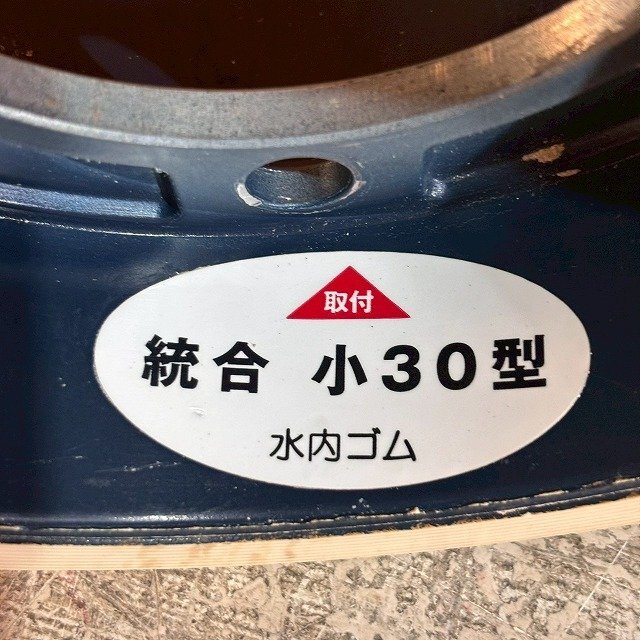 取付
統合 小30型
水内ゴム